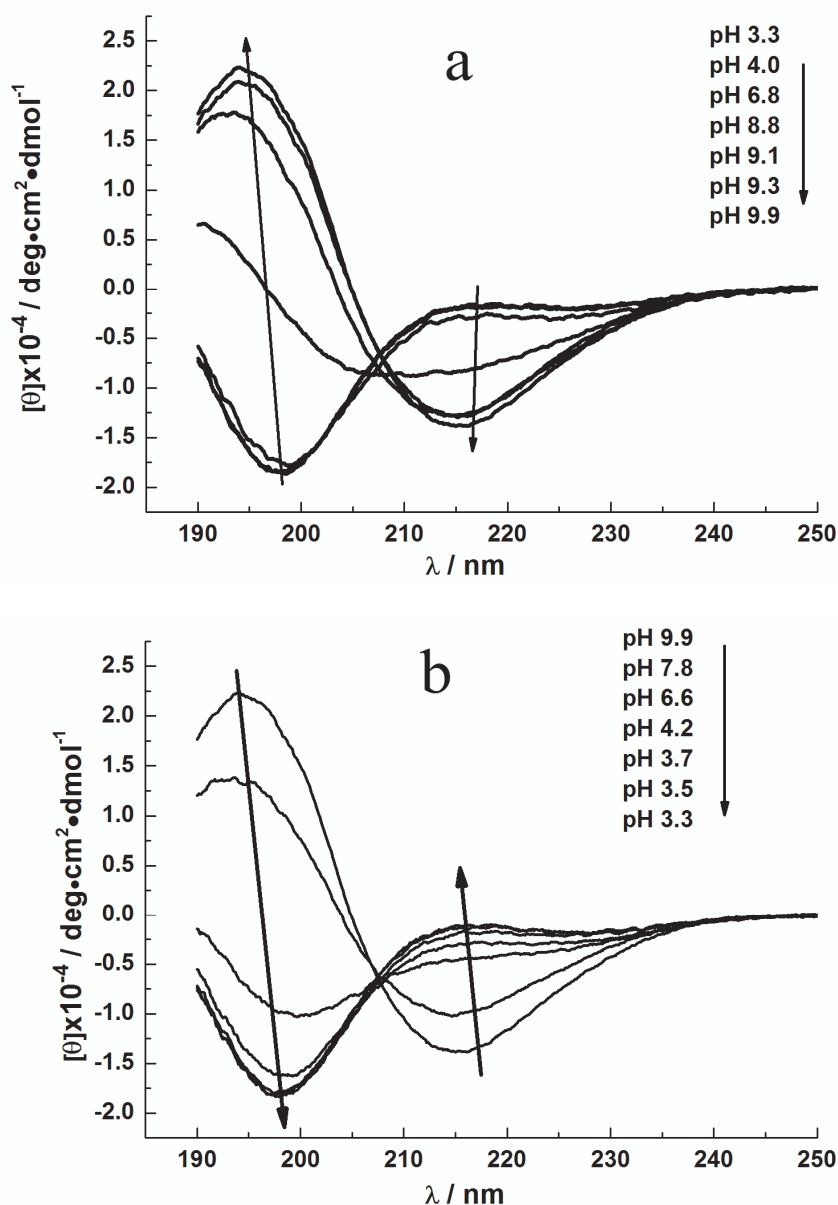 a
pH 3.3
pH 4.0
pH 6.8
pH 8.8
pH 9.1
pH 9.3
pH 9.9
[θ]x10⁻⁴ / deg•cm²•dmol⁻¹
2.5
2.0
1.5
1.0
0.5
0.0
-0.5
-1.0
-1.5
-2.0
190 200 210 220 230 240 250
λ / nm
b
pH 9.9
pH 7.8
pH 6.6
pH 4.2
pH 3.7
pH 3.5
pH 3.3
[θ]x10⁻⁴ / deg•cm²•dmol⁻¹
2.5
2.0
1.5
1.0
0.5
0.0
-0.5
-1.0
-1.5
-2.0
190 200 210 220 230 240 250
λ / nm